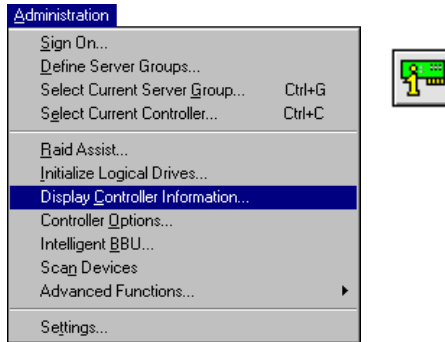 Administration
Sign On...
Define Server Groups...
Select Current Server Group... Ctrl+G
Select Current Controller... Ctrl+C
Raid Assist...
Initialize Logical Drives...
Display Controller Information...
Controller Options...
Intelligent BBU...
Scan Devices
Advanced Functions...
Settings...